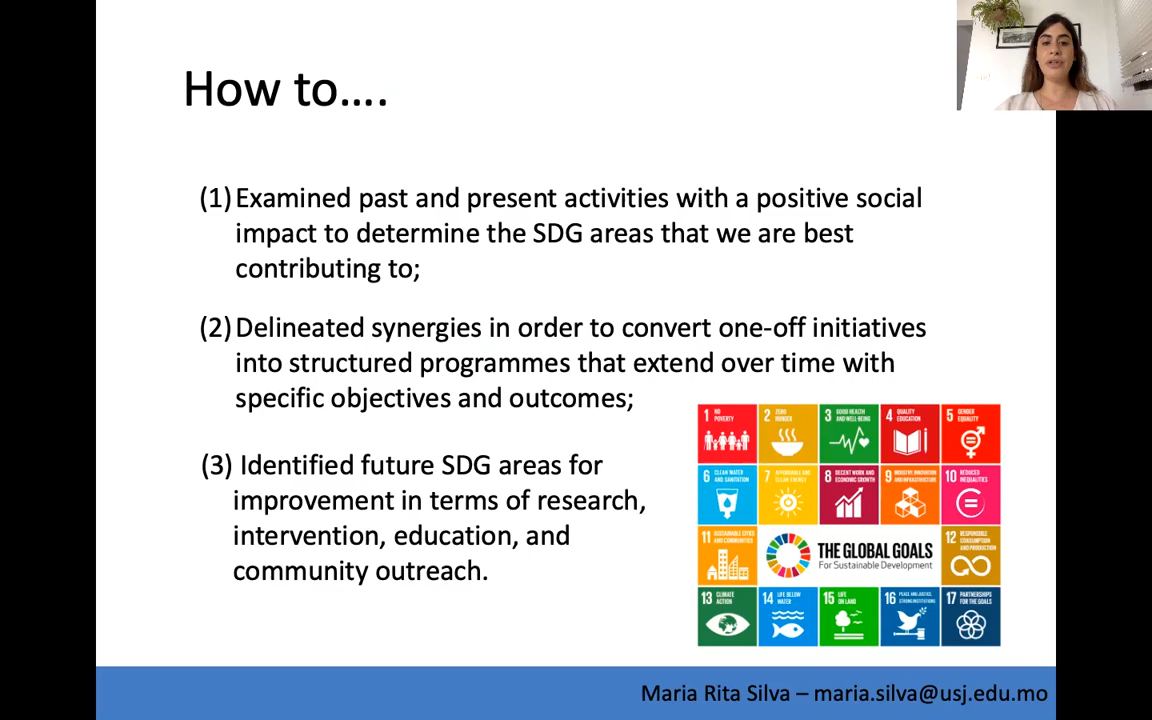 How to....
(1) Examined past and present activities with a positive social
impact to determine the SDG areas that we are best
contributing to;
(2) Delineated synergies in order to convert one-off initiatives
into structured programmes that extend over time with
specific objectives and outcomes;
(3) Identified future SDG areas for
improvement in terms of research,
intervention, education, and
community outreach.
1 NO POVERTY
2 ZERO HUNGER
3 GOOD HEALTH AND WELL-BEING
4 QUALITY EDUCATION
5 GENDER EQUALITY
6 CLEAN WATER AND SANITATION
7 AFFORDABLE AND CLEAN ENERGY
8 DECENT WORK AND ECONOMIC GROWTH
9 INDUSTRY, INNOVATION AND INFRASTRUCTURE
10 REDUCED INEQUALITIES
11 SUSTAINABLE CITIES AND COMMUNITIES
THE GLOBAL GOALS
For Sustainable Development
12 RESPONSIBLE CONSUMPTION AND PRODUCTION
13 CLIMATE ACTION
14 LIFE BELOW WATER
15 LIFE ON LAND
16 PEACE AND JUSTICE STRONG INSTITUTIONS
17 PARTNERSHIPS FOR THE GOALS
Maria Rita Silva – maria.silva@usj.edu.mo